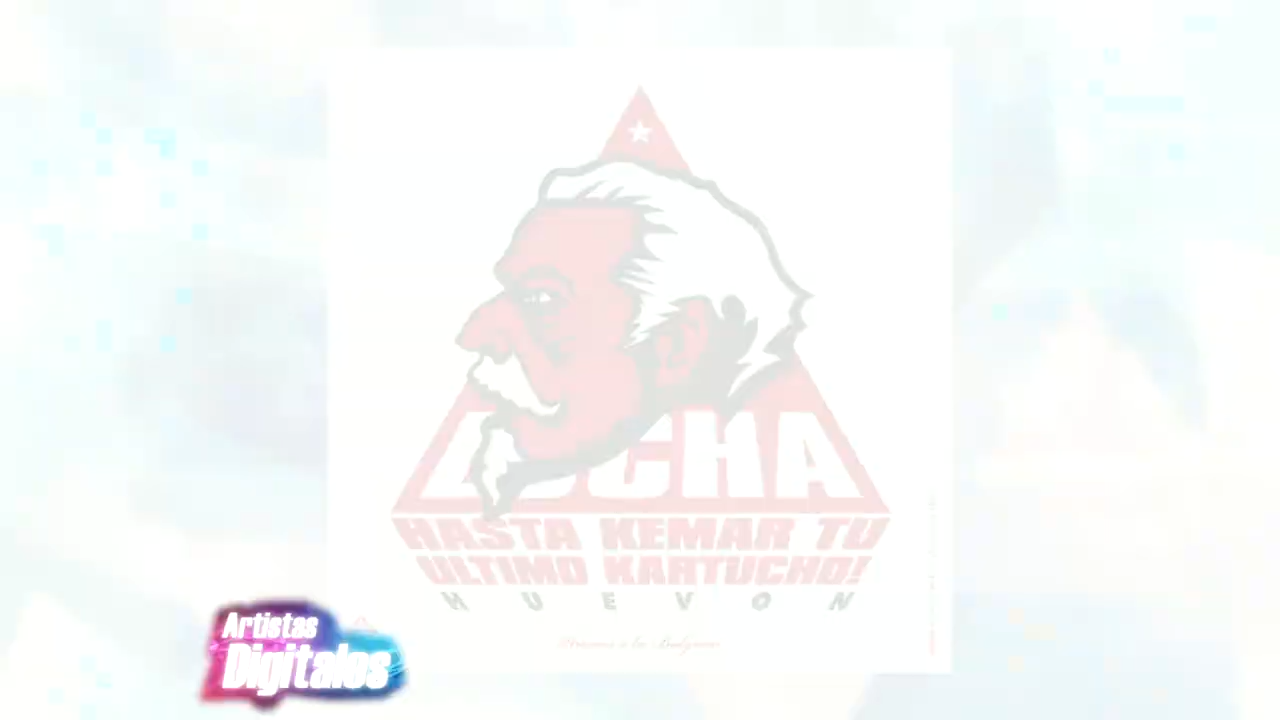 LUCHA
HASTA KEMAR TU
ULTIMO KARTUCHO!
HUEVON
Artistas
Digitales